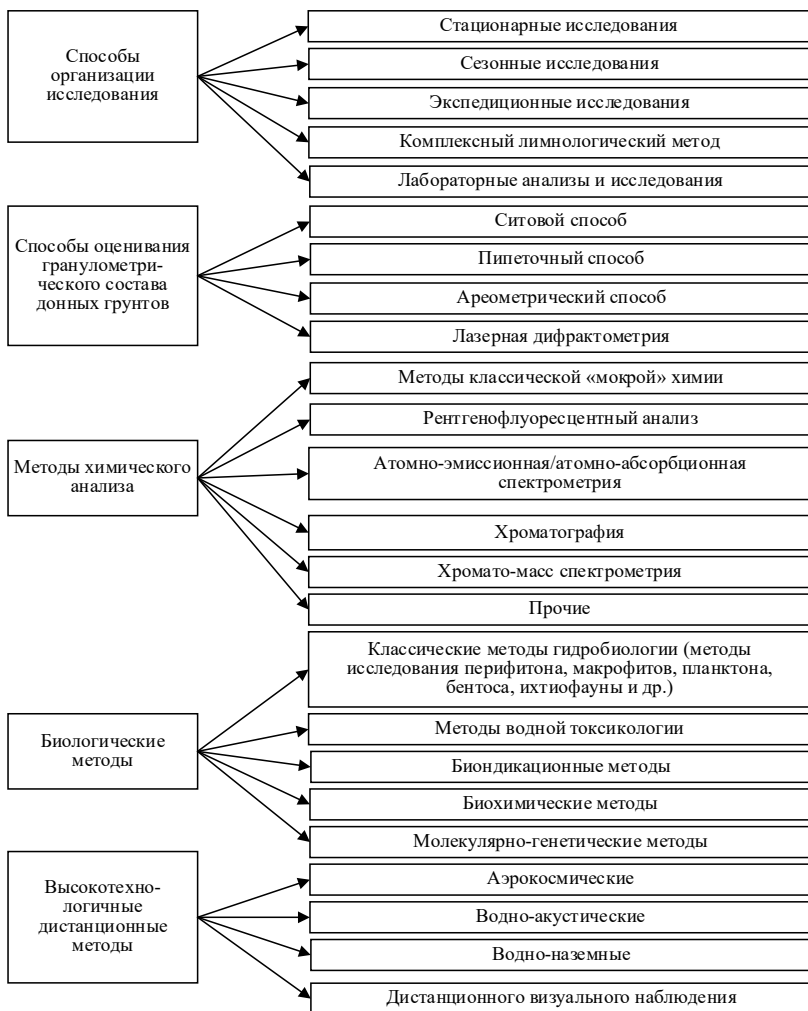 Способы
организации
исследования
Стационарные исследования
Сезонные исследования
Экспедиционные исследования
Комплексный лимнологический метод
Лабораторные анализы и исследования
Способы оценивания
гранулометри-
ческого состава
донных грунтов
Ситовой способ
Пипеточный способ
Ареометрический способ
Лазерная дифрактометрия
Методы химического
анализа
Методы классической «мокрой» химии
Рентгенофлуоресцентный анализ
Атомно-эмиссионная/атомно-абсорбционная
спектрометрия
Хроматография
Хромато-масс спектрометрия
Прочие
Биологические
методы
Классические методы гидробиологии (методы
исследования перифитона, макрофитов, планктона,
бентоса, ихтиофауны и др.)
Методы водной токсикологии
Биондикационные методы
Биохимические методы
Молекулярно-генетические методы
Высокотехно-
логичные
дистанционные
методы
Аэрокосмические
Водно-акустические
Водно-наземные
Дистанционного визуального наблюдения